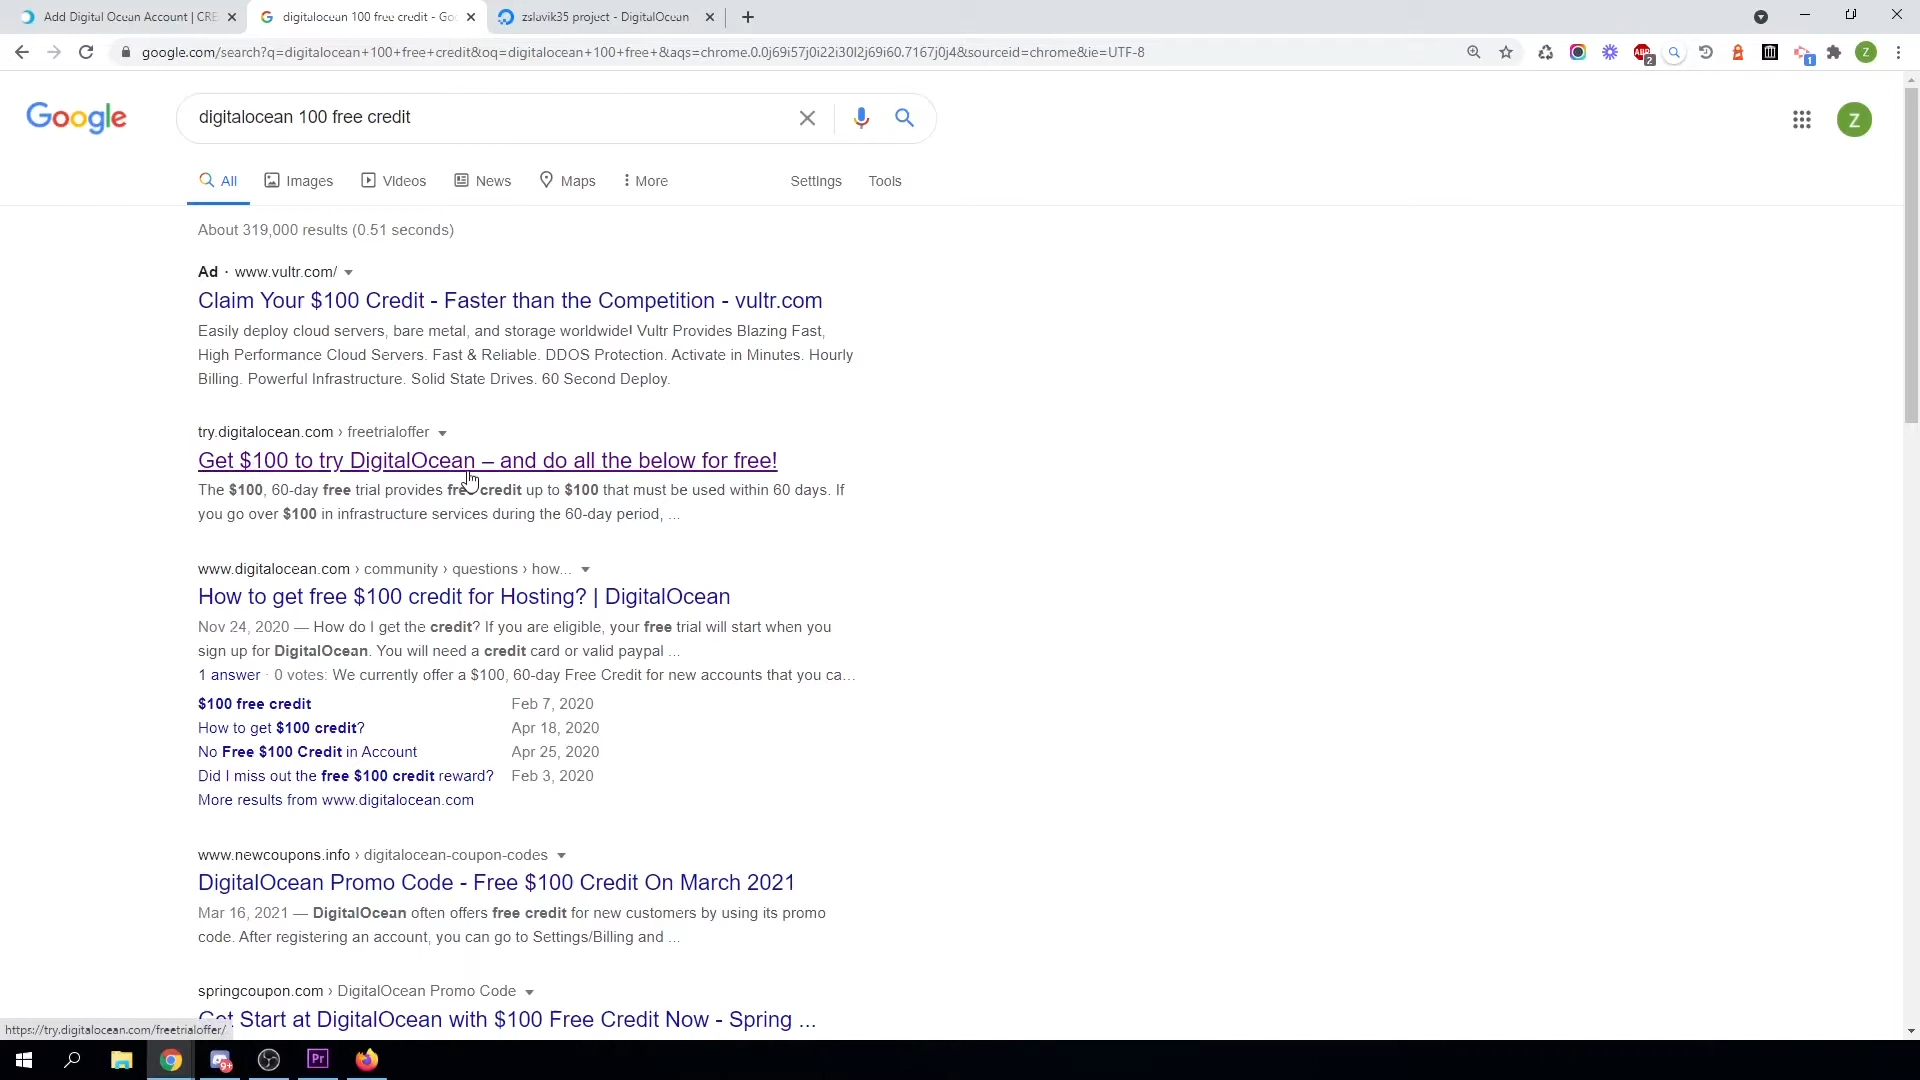 Add Digital Ocean Account | CRE
digitalocean 100 free credit - Goo
zslavik35 project - DigitalOcean
google.com/search?q=digitalocean+100+free+credit&oq=digitalocean+100+free+&aqs=chrome.0.0j69i57j0i22i30l2j69i60.7167j0j4&sourceid=chrome&ie=UTF-8
ABP
2
1
Z
Google
digitalocean 100 free credit
Z
All
Images
Videos
News
Maps
More
Settings
Tools
About 319,000 results (0.51 seconds)
Ad · www.vultr.com/
Claim Your $100 Credit - Faster than the Competition - vultr.com
Easily deploy cloud servers, bare metal, and storage worldwide! Vultr Provides Blazing Fast,
High Performance Cloud Servers. Fast & Reliable. DDOS Protection. Activate in Minutes. Hourly
Billing. Powerful Infrastructure. Solid State Drives. 60 Second Deploy.
try.digitalocean.com › freetrialoffer
Get $100 to try DigitalOcean – and do all the below for free!
The $100, 60-day free trial provides free credit up to $100 that must be used within 60 days. If
you go over $100 in infrastructure services during the 60-day period, ...
www.digitalocean.com › community › questions › how...
How to get free $100 credit for Hosting? | DigitalOcean
Nov 24, 2020 — How do I get the credit? If you are eligible, your free trial will start when you
sign up for DigitalOcean. You will need a credit card or valid paypal ...
1 answer · 0 votes: We currently offer a $100, 60-day Free Credit for new accounts that you ca...
$100 free credit Feb 7, 2020
How to get $100 credit? Apr 18, 2020
No Free $100 Credit in Account Apr 25, 2020
Did I miss out the free $100 credit reward? Feb 3, 2020
More results from www.digitalocean.com
www.newcoupons.info › digitalocean-coupon-codes
DigitalOcean Promo Code - Free $100 Credit On March 2021
Mar 16, 2021 — DigitalOcean often offers free credit for new customers by using its promo
code. After registering an account, you can go to Settings/Billing and ...
springcoupon.com › DigitalOcean Promo Code
Get Start at DigitalOcean with $100 Free Credit Now - Spring ...
https://try.digitalocean.com/freetrialoffer/
9+
Pr